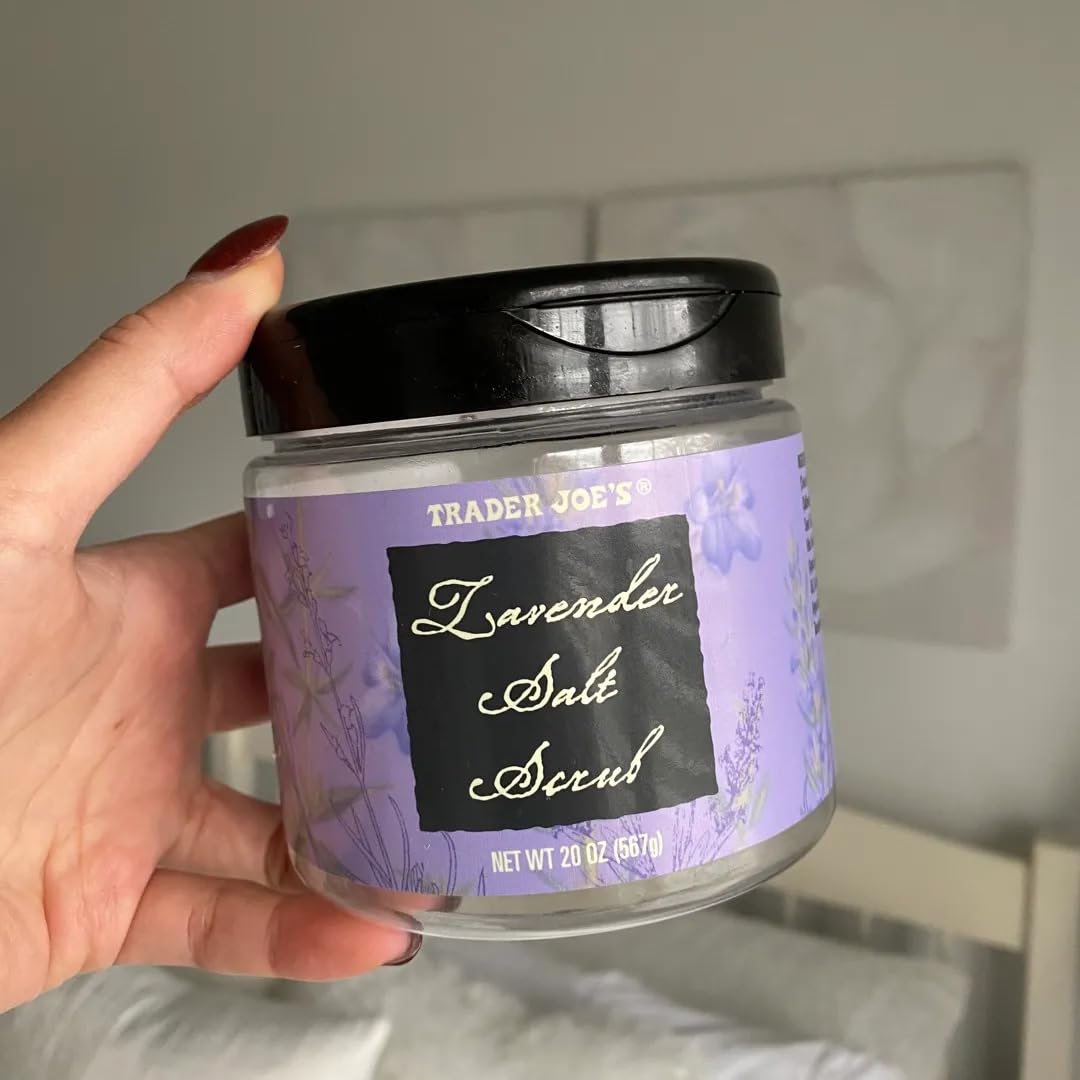 TRADER JOE'S®
Lavender
Salt
Scrub
NET WT 20 OZ (567g)